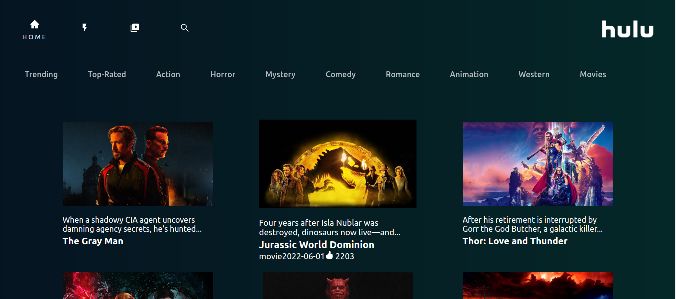 hulu
HOME
Trending Top-Rated Action Horror Mystery Comedy Romance Animation Western Movies
When a shadowy CIA agent uncovers
damning agency secrets, he's hunted...
The Gray Man
Four years after Isla Nublar was
destroyed, dinosaurs now live—and...
Jurassic World Dominion
movie2022-06-01 2203
After his retirement is interrupted by
Gorr the God Butcher, a galactic killer...
Thor: Love and Thunder